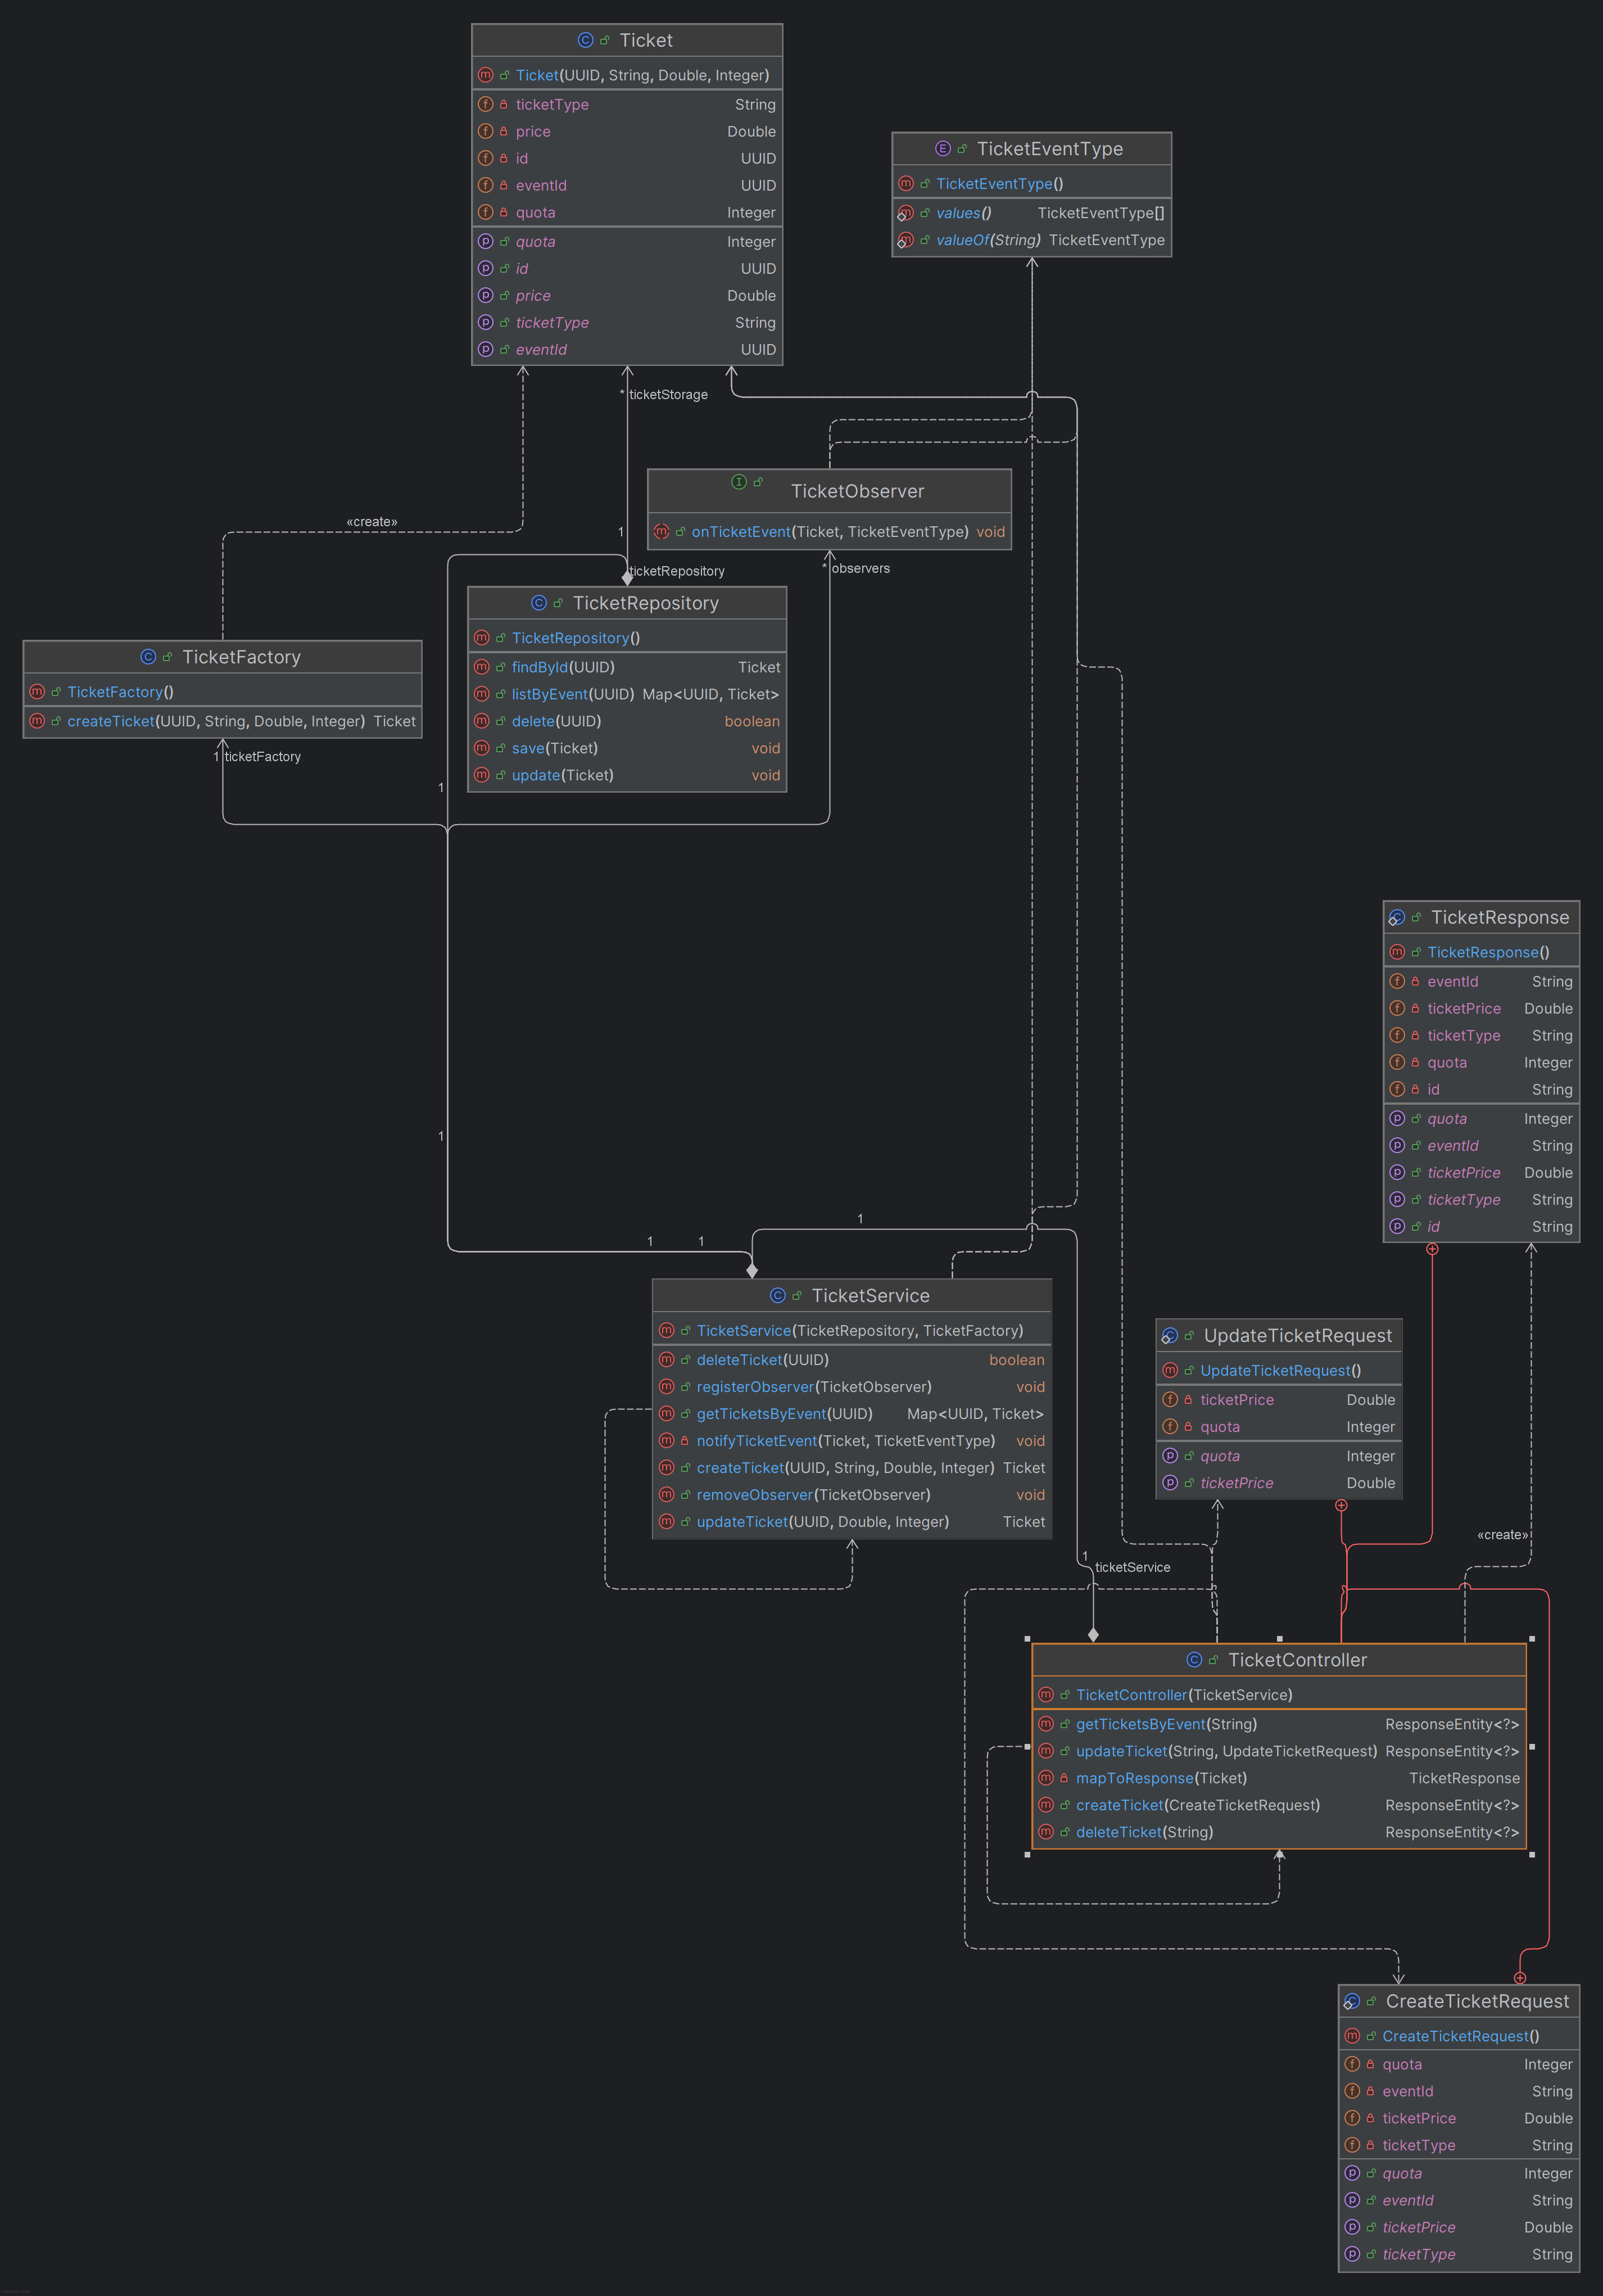 Ticket
Ticket(UUID, String, Double, Integer)
ticketType String
price Double
id UUID
eventId UUID
quota Integer
quota Integer
id UUID
price Double
ticketType String
eventId UUID
TicketEventType
TicketEventType()
values() TicketEventType[]
valueOf(String) TicketEventType
* ticketStorage
TicketObserver
onTicketEvent(Ticket, TicketEventType) void
«create»
1
* observers
ticketRepository
TicketRepository
TicketRepository()
findById(UUID) Ticket
listByEvent(UUID) Map<UUID, Ticket>
delete(UUID) boolean
save(Ticket) void
update(Ticket) void
TicketFactory
TicketFactory()
createTicket(UUID, String, Double, Integer) Ticket
1 ticketFactory
1
TicketResponse
TicketResponse()
eventId String
ticketPrice Double
ticketType String
quota Integer
id String
quota Integer
eventId String
ticketPrice Double
ticketType String
id String
1
1
1 1
TicketService
TicketService(TicketRepository, TicketFactory)
deleteTicket(UUID) boolean
registerObserver(TicketObserver) void
getTicketsByEvent(UUID) Map<UUID, Ticket>
notifyTicketEvent(Ticket, TicketEventType) void
createTicket(UUID, String, Double, Integer) Ticket
removeObserver(TicketObserver) void
updateTicket(UUID, Double, Integer) Ticket
UpdateTicketRequest
UpdateTicketRequest()
ticketPrice Double
quota Integer
quota Integer
ticketPrice Double
«create»
1
ticketService
TicketController
TicketController(TicketService)
getTicketsByEvent(String) ResponseEntity<?>
updateTicket(String, UpdateTicketRequest) ResponseEntity<?>
mapToResponse(Ticket) TicketResponse
createTicket(CreateTicketRequest) ResponseEntity<?>
deleteTicket(String) ResponseEntity<?>
CreateTicketRequest
CreateTicketRequest()
quota Integer
eventId String
ticketPrice Double
ticketType String
quota Integer
eventId String
ticketPrice Double
ticketType String